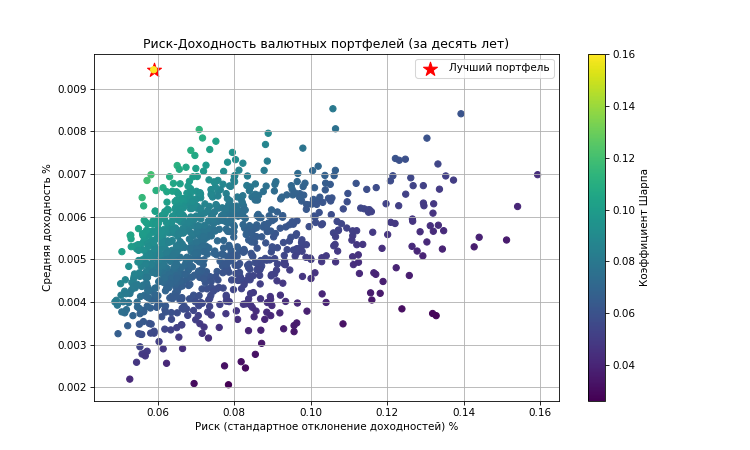 Риск-Доходность валютных портфелей (за десять лет)
Лучший портфель
Средняя доходность %
0.009
0.008
0.007
0.006
0.005
0.004
0.003
0.002
0.06 0.08 0.10 0.12 0.14 0.16
Риск (стандартное отклонение доходностей) %
0.16
0.14
0.12
0.10
0.08
0.06
0.04
Коэффициент Шарпа